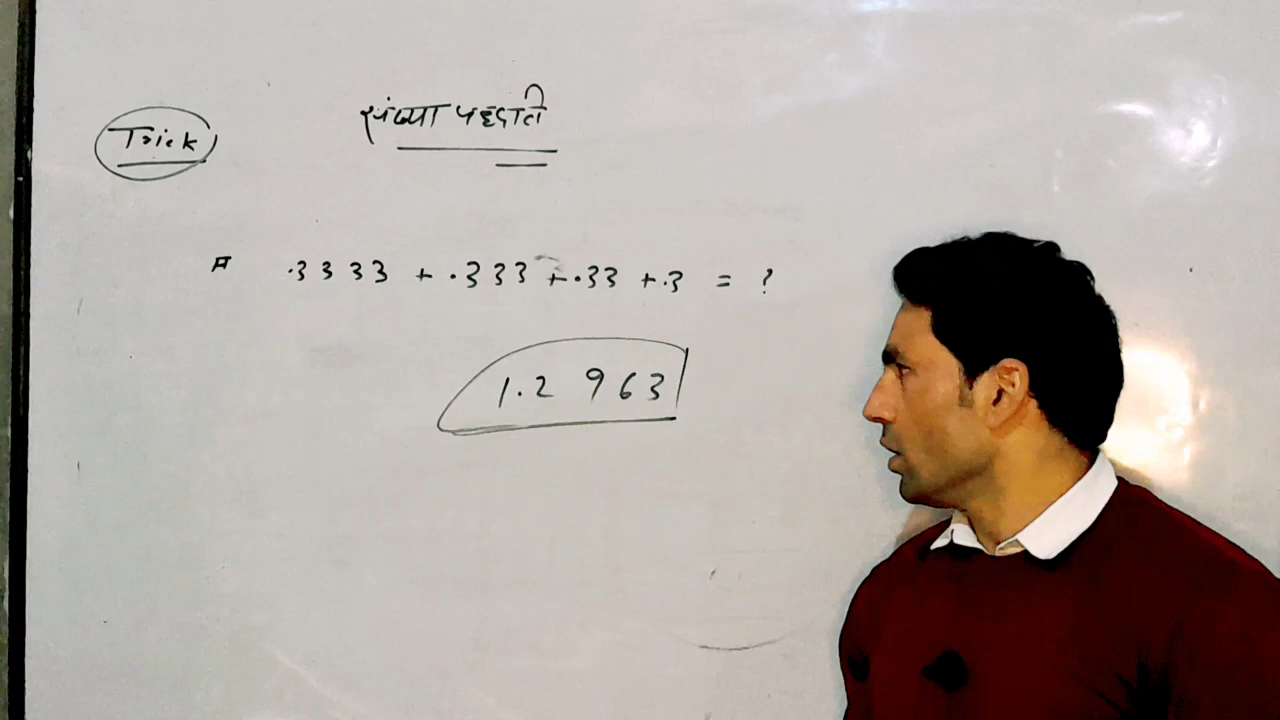 Trick
संख्या पद्धति
प्र .3333 + .333 + .33 + .3 = ?
1.2963